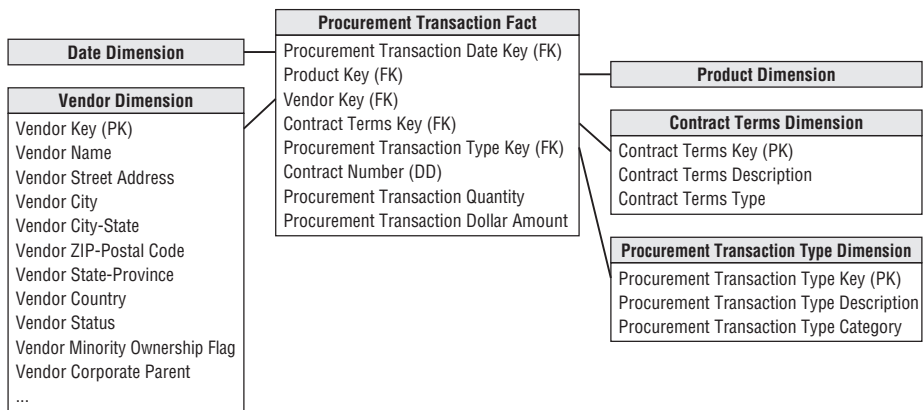 Procurement Transaction Fact
Procurement Transaction Date Key (FK)
Product Key (FK)
Vendor Key (FK)
Contract Terms Key (FK)
Procurement Transaction Type Key (FK)
Contract Number (DD)
Procurement Transaction Quantity
Procurement Transaction Dollar Amount
Date Dimension
Vendor Dimension
Vendor Key (PK)
Vendor Name
Vendor Street Address
Vendor City
Vendor City-State
Vendor ZIP-Postal Code
Vendor State-Province
Vendor Country
Vendor Status
Vendor Minority Ownership Flag
Vendor Corporate Parent
...
Product Dimension
Contract Terms Dimension
Contract Terms Key (PK)
Contract Terms Description
Contract Terms Type
Procurement Transaction Type Dimension
Procurement Transaction Type Key (PK)
Procurement Transaction Type Description
Procurement Transaction Type Category